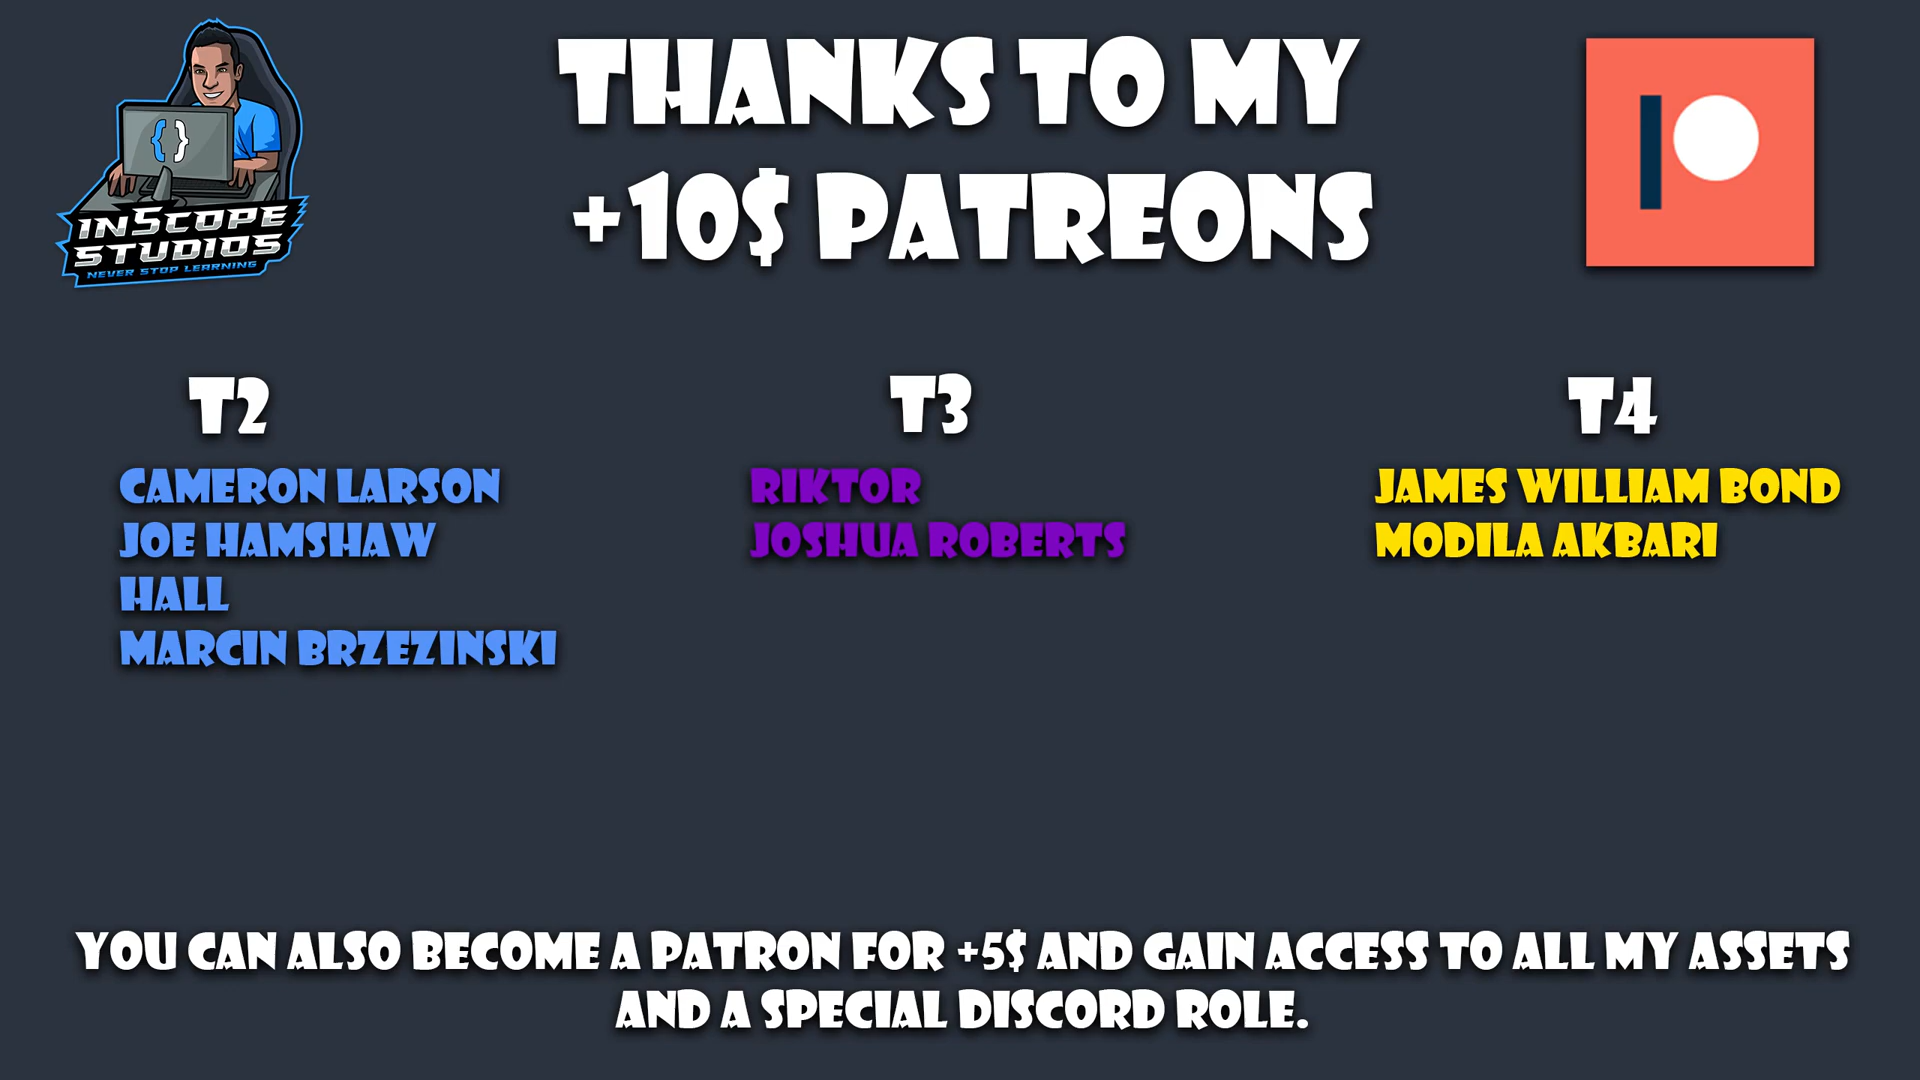 INSCOPE
STUDIOS
NEVER STOP LEARNING
THANKS TO MY
+10$ PATREONS
T2
CAMERON LARSON
JOE HAMSHAW
HALL
MARCIN BRZEZINSKI
T3
RIKTOR
JOSHUA ROBERTS
T4
JAMES WILLIAM BOND
MODILA AKBARI
YOU CAN ALSO BECOME A PATRON FOR +5$ AND GAIN ACCESS TO ALL MY ASSETS
AND A SPECIAL DISCORD ROLE.